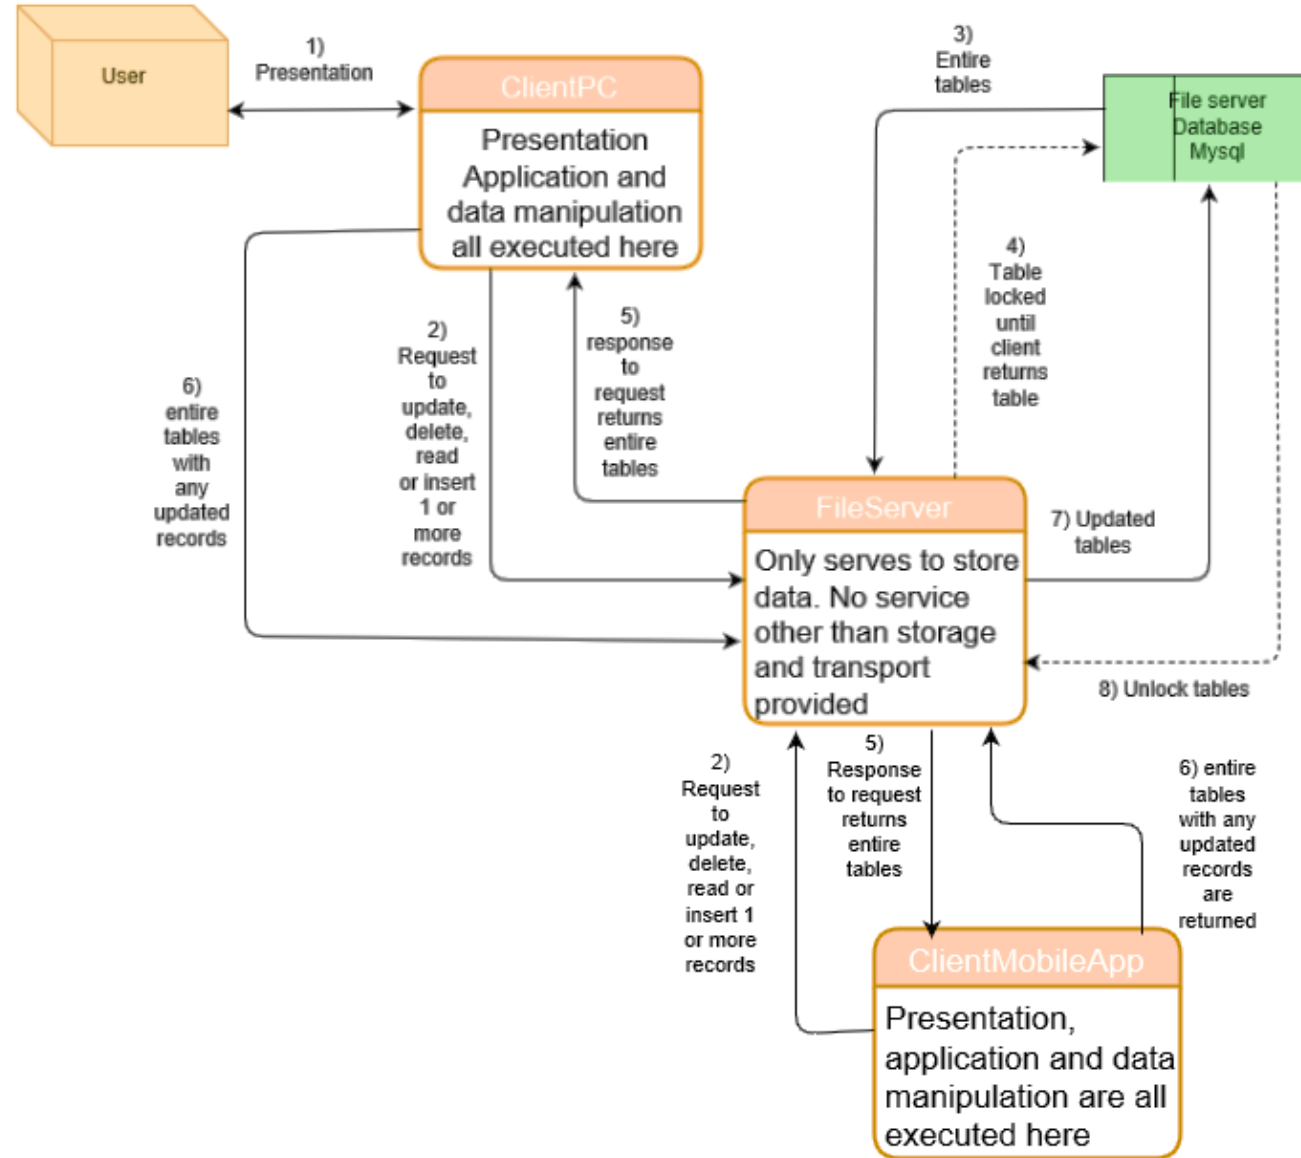 User
1)
Presentation
ClientPC
Presentation
Application and
data manipulation
all executed here
3)
Entire
tables
File server
Database
Mysql
4)
Table
locked
until
client
returns
table
2)
Request
to
update,
delete,
read
or insert
1 or
more
records
5)
response
to
request
returns
entire
tables
6)
entire
tables
with
any
updated
records
FileServer
Only serves to store
data. No service
other than storage
and transport
provided
7) Updated
tables
8) Unlock tables
2)
Request
to
update,
delete,
read or
insert 1
or more
records
5)
Response
to request
returns
entire
tables
6) entire
tables
with any
updated
records
are
returned
ClientMobileApp
Presentation,
application and data
manipulation are all
executed here